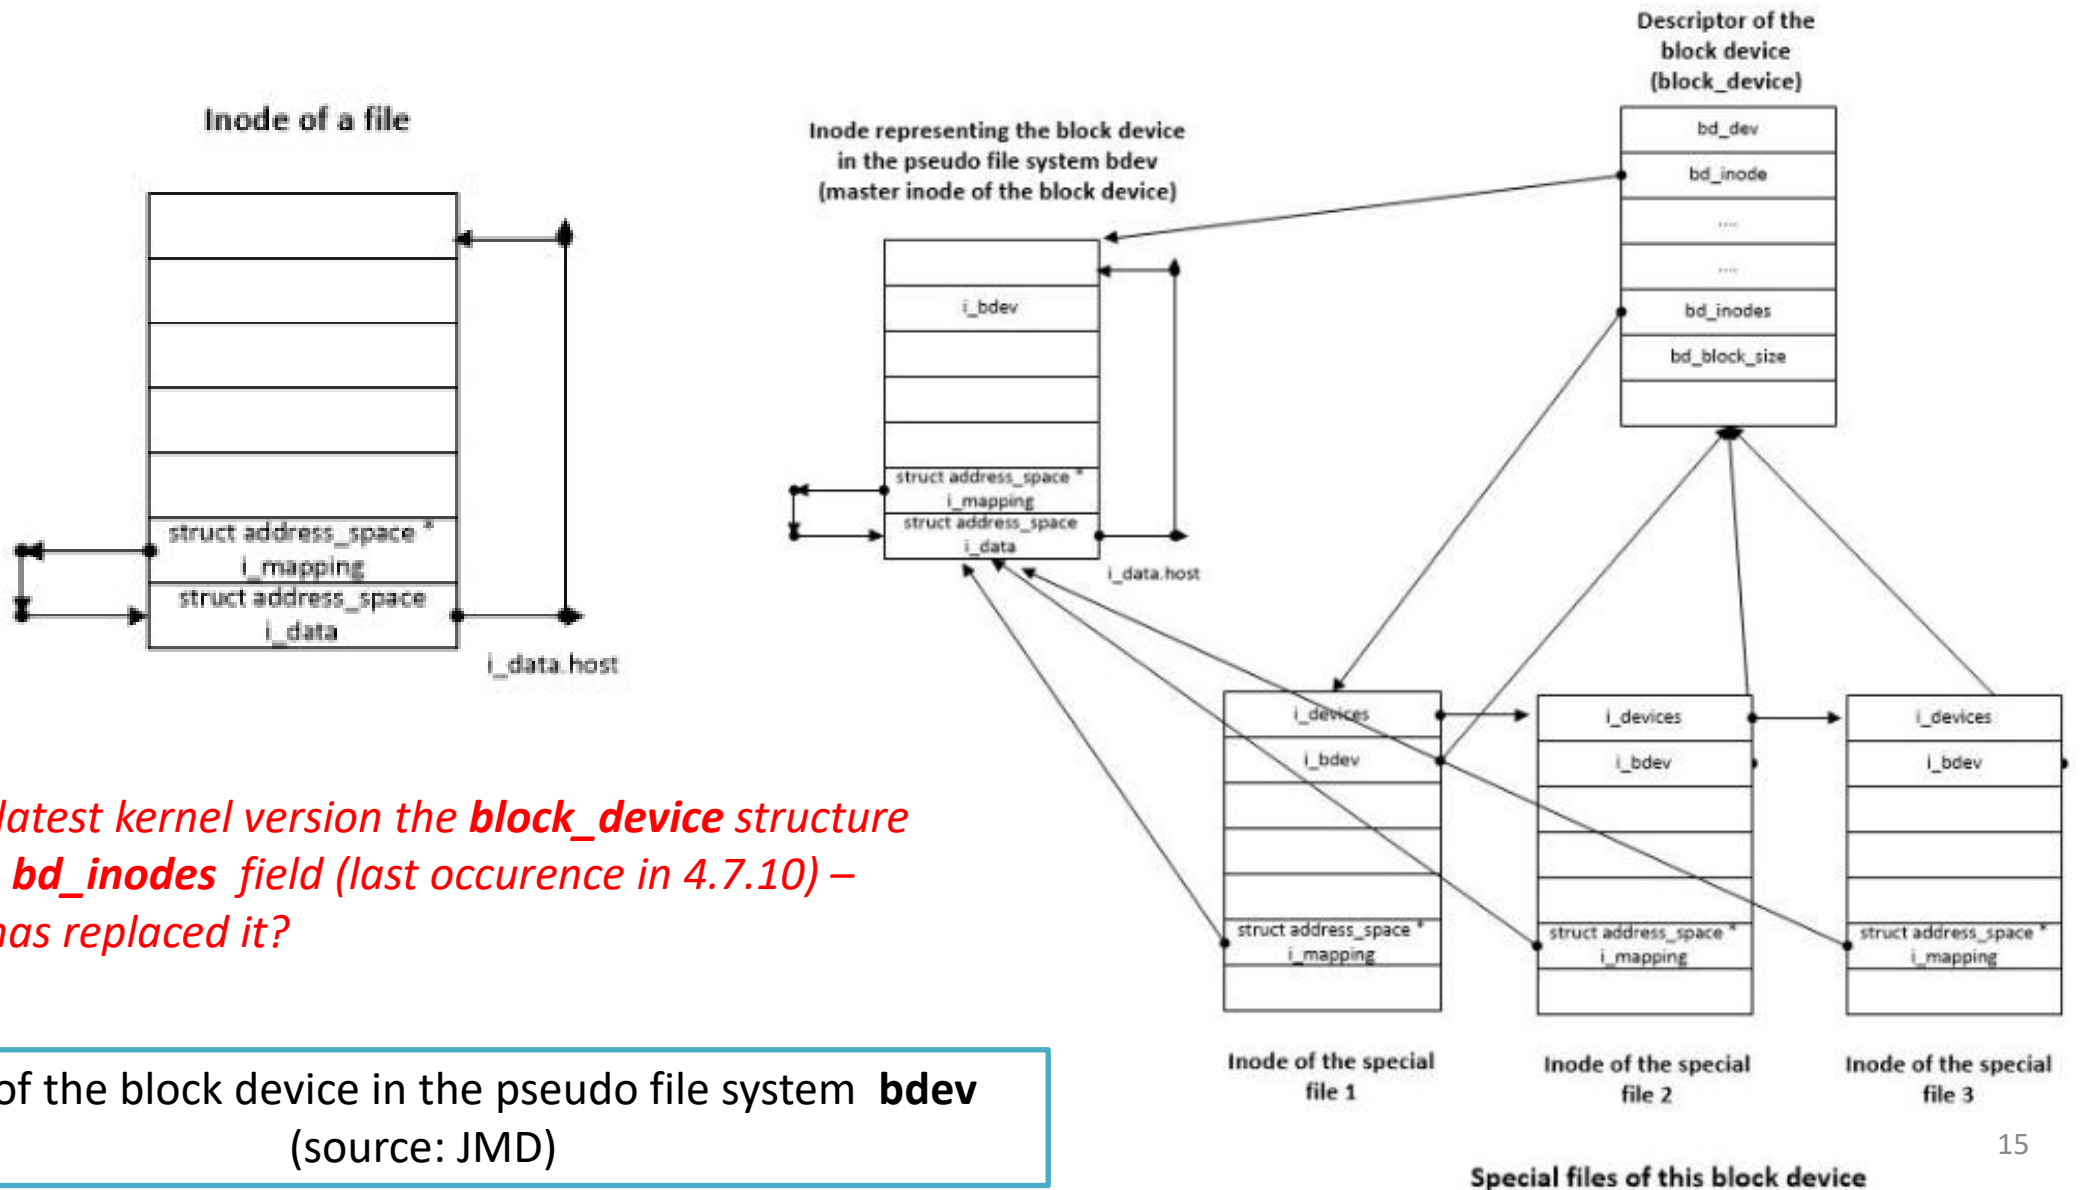 Inode of a file
struct address_space *
i_mapping
struct address_space
i_data
i_data.host
Inode representing the block device
in the pseudo file system bdev
(master inode of the block device)
i_bdev
struct address_space *
i_mapping
struct address_space
i_data
i_data.host
Descriptor of the
block device
(block_device)
bd_dev
bd_inode
....
....
bd_inodes
bd_block_size
i_devices
i_bdev
struct address_space *
i_mapping
Inode of the special
file 1
i_devices
i_bdev
struct address_space *
i_mapping
Inode of the special
file 2
i_devices
i_bdev
struct address_space *
i_mapping
Inode of the special
file 3
Special files of this block device
latest kernel version the block_device structure
bd_inodes field (last occurence in 4.7.10) –
has replaced it?
of the block device in the pseudo file system bdev
(source: JMD)
15